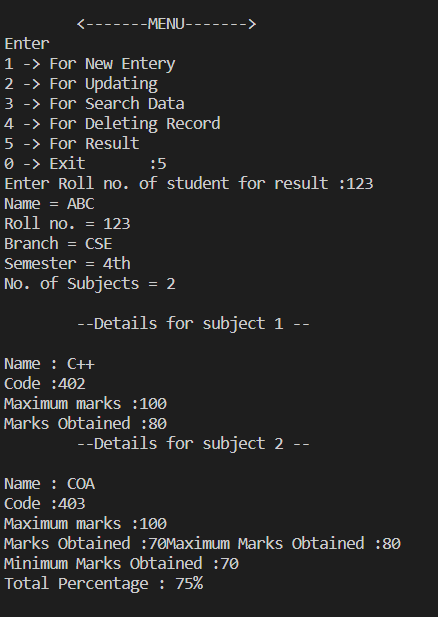 <-------MENU------->
Enter
1 -> For New Entery
2 -> For Updating
3 -> For Search Data
4 -> For Deleting Record
5 -> For Result
0 -> Exit       :5
Enter Roll no. of student for result :123
Name = ABC
Roll no. = 123
Branch = CSE
Semester = 4th
No. of Subjects = 2
--Details for subject 1 --
Name : C++
Code :402
Maximum marks :100
Marks Obtained :80
--Details for subject 2 --
Name : COA
Code :403
Maximum marks :100
Marks Obtained :70Maximum Marks Obtained :80
Minimum Marks Obtained :70
Total Percentage : 75%